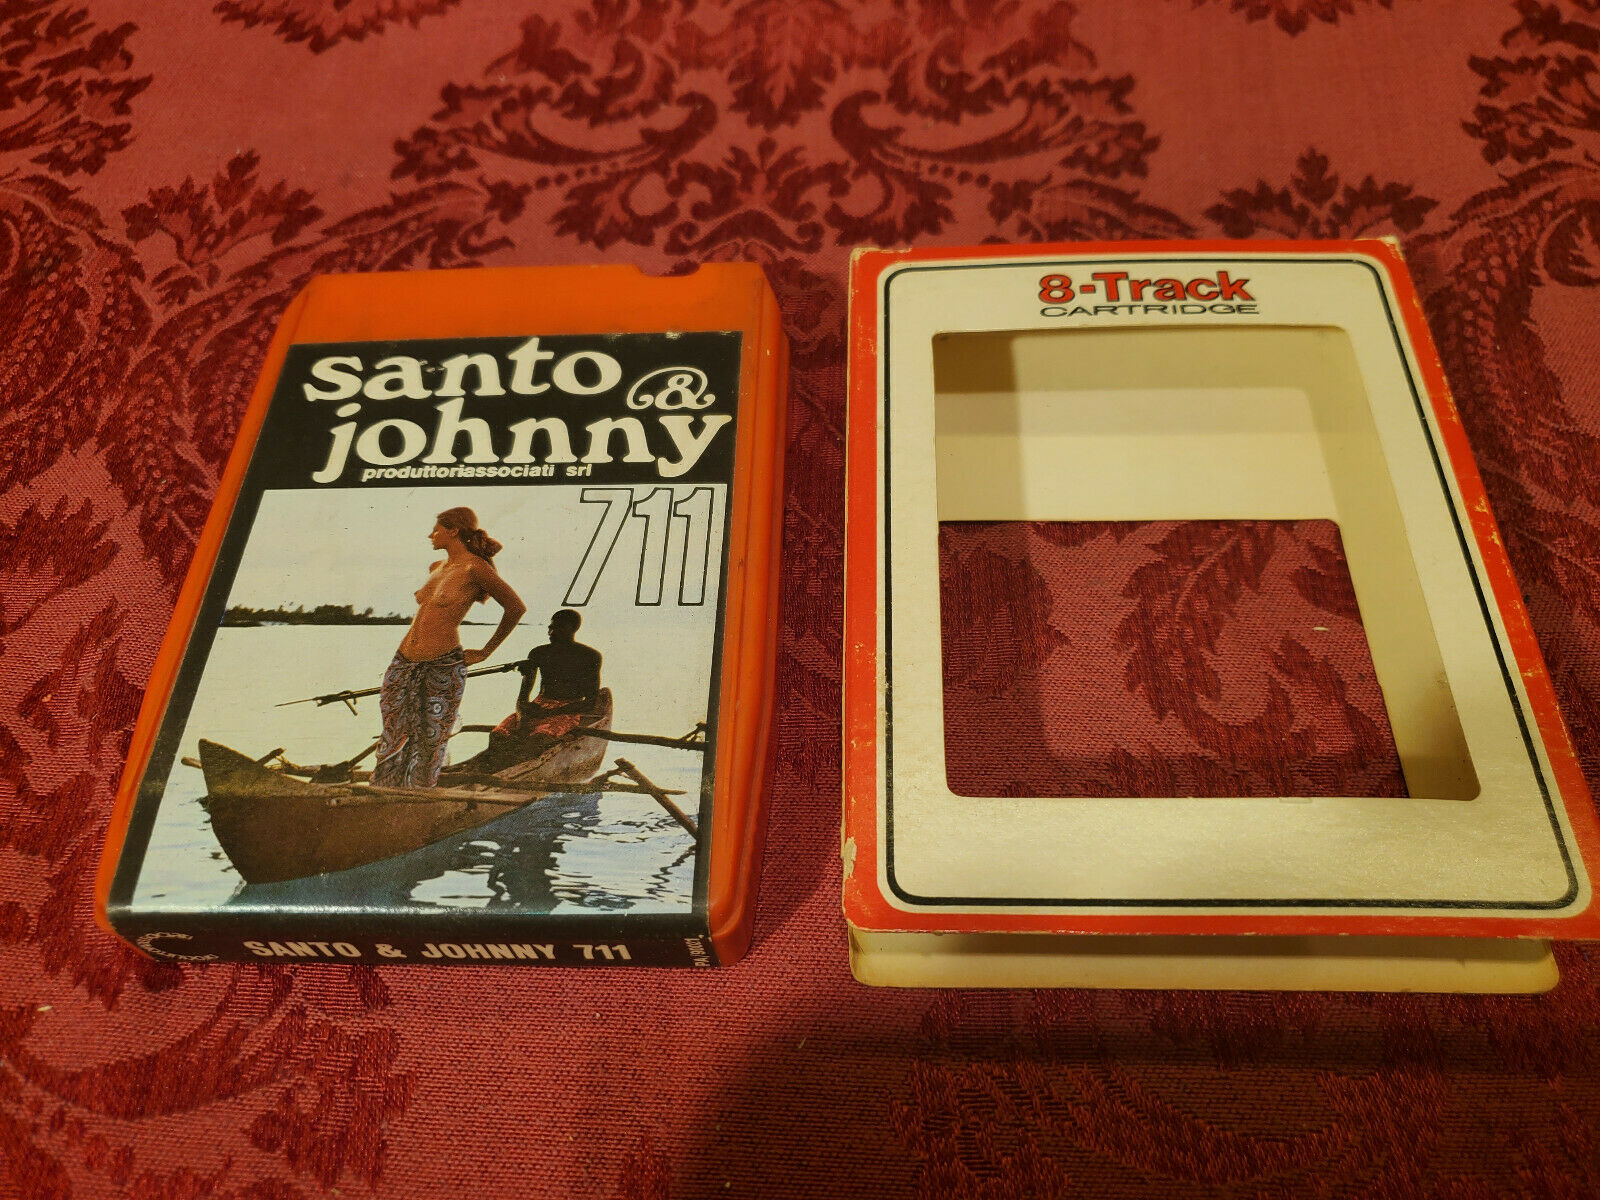 santo &
johnny
produttoriassociati srl
711
SANTO & JOHNNY 711
8-Track
CARTRIDGE